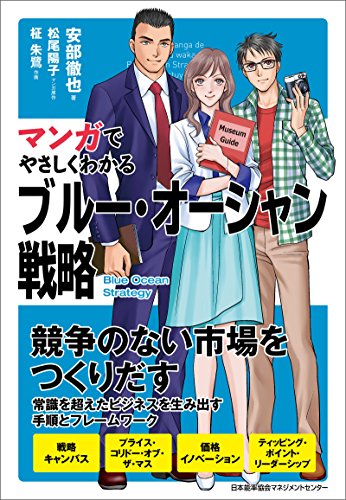 安部徹也 著
松尾陽子 マンガ原作
柾朱鷺 作画
マンガで
やさしくわかる
ブルー・オーシャン
戦略
Blue Ocean
Strategy
Museum
Guide
競争のない市場を
つくりだす
常識を超えたビジネスを生み出す
手順とフレームワーク
戦略
キャンバス
プライス・
コリドー・オブ・
ザ・マス
価格
イノベーション
ティッピング・
ポイント・
リーダーシップ
日本能率協会マネジメントセンター